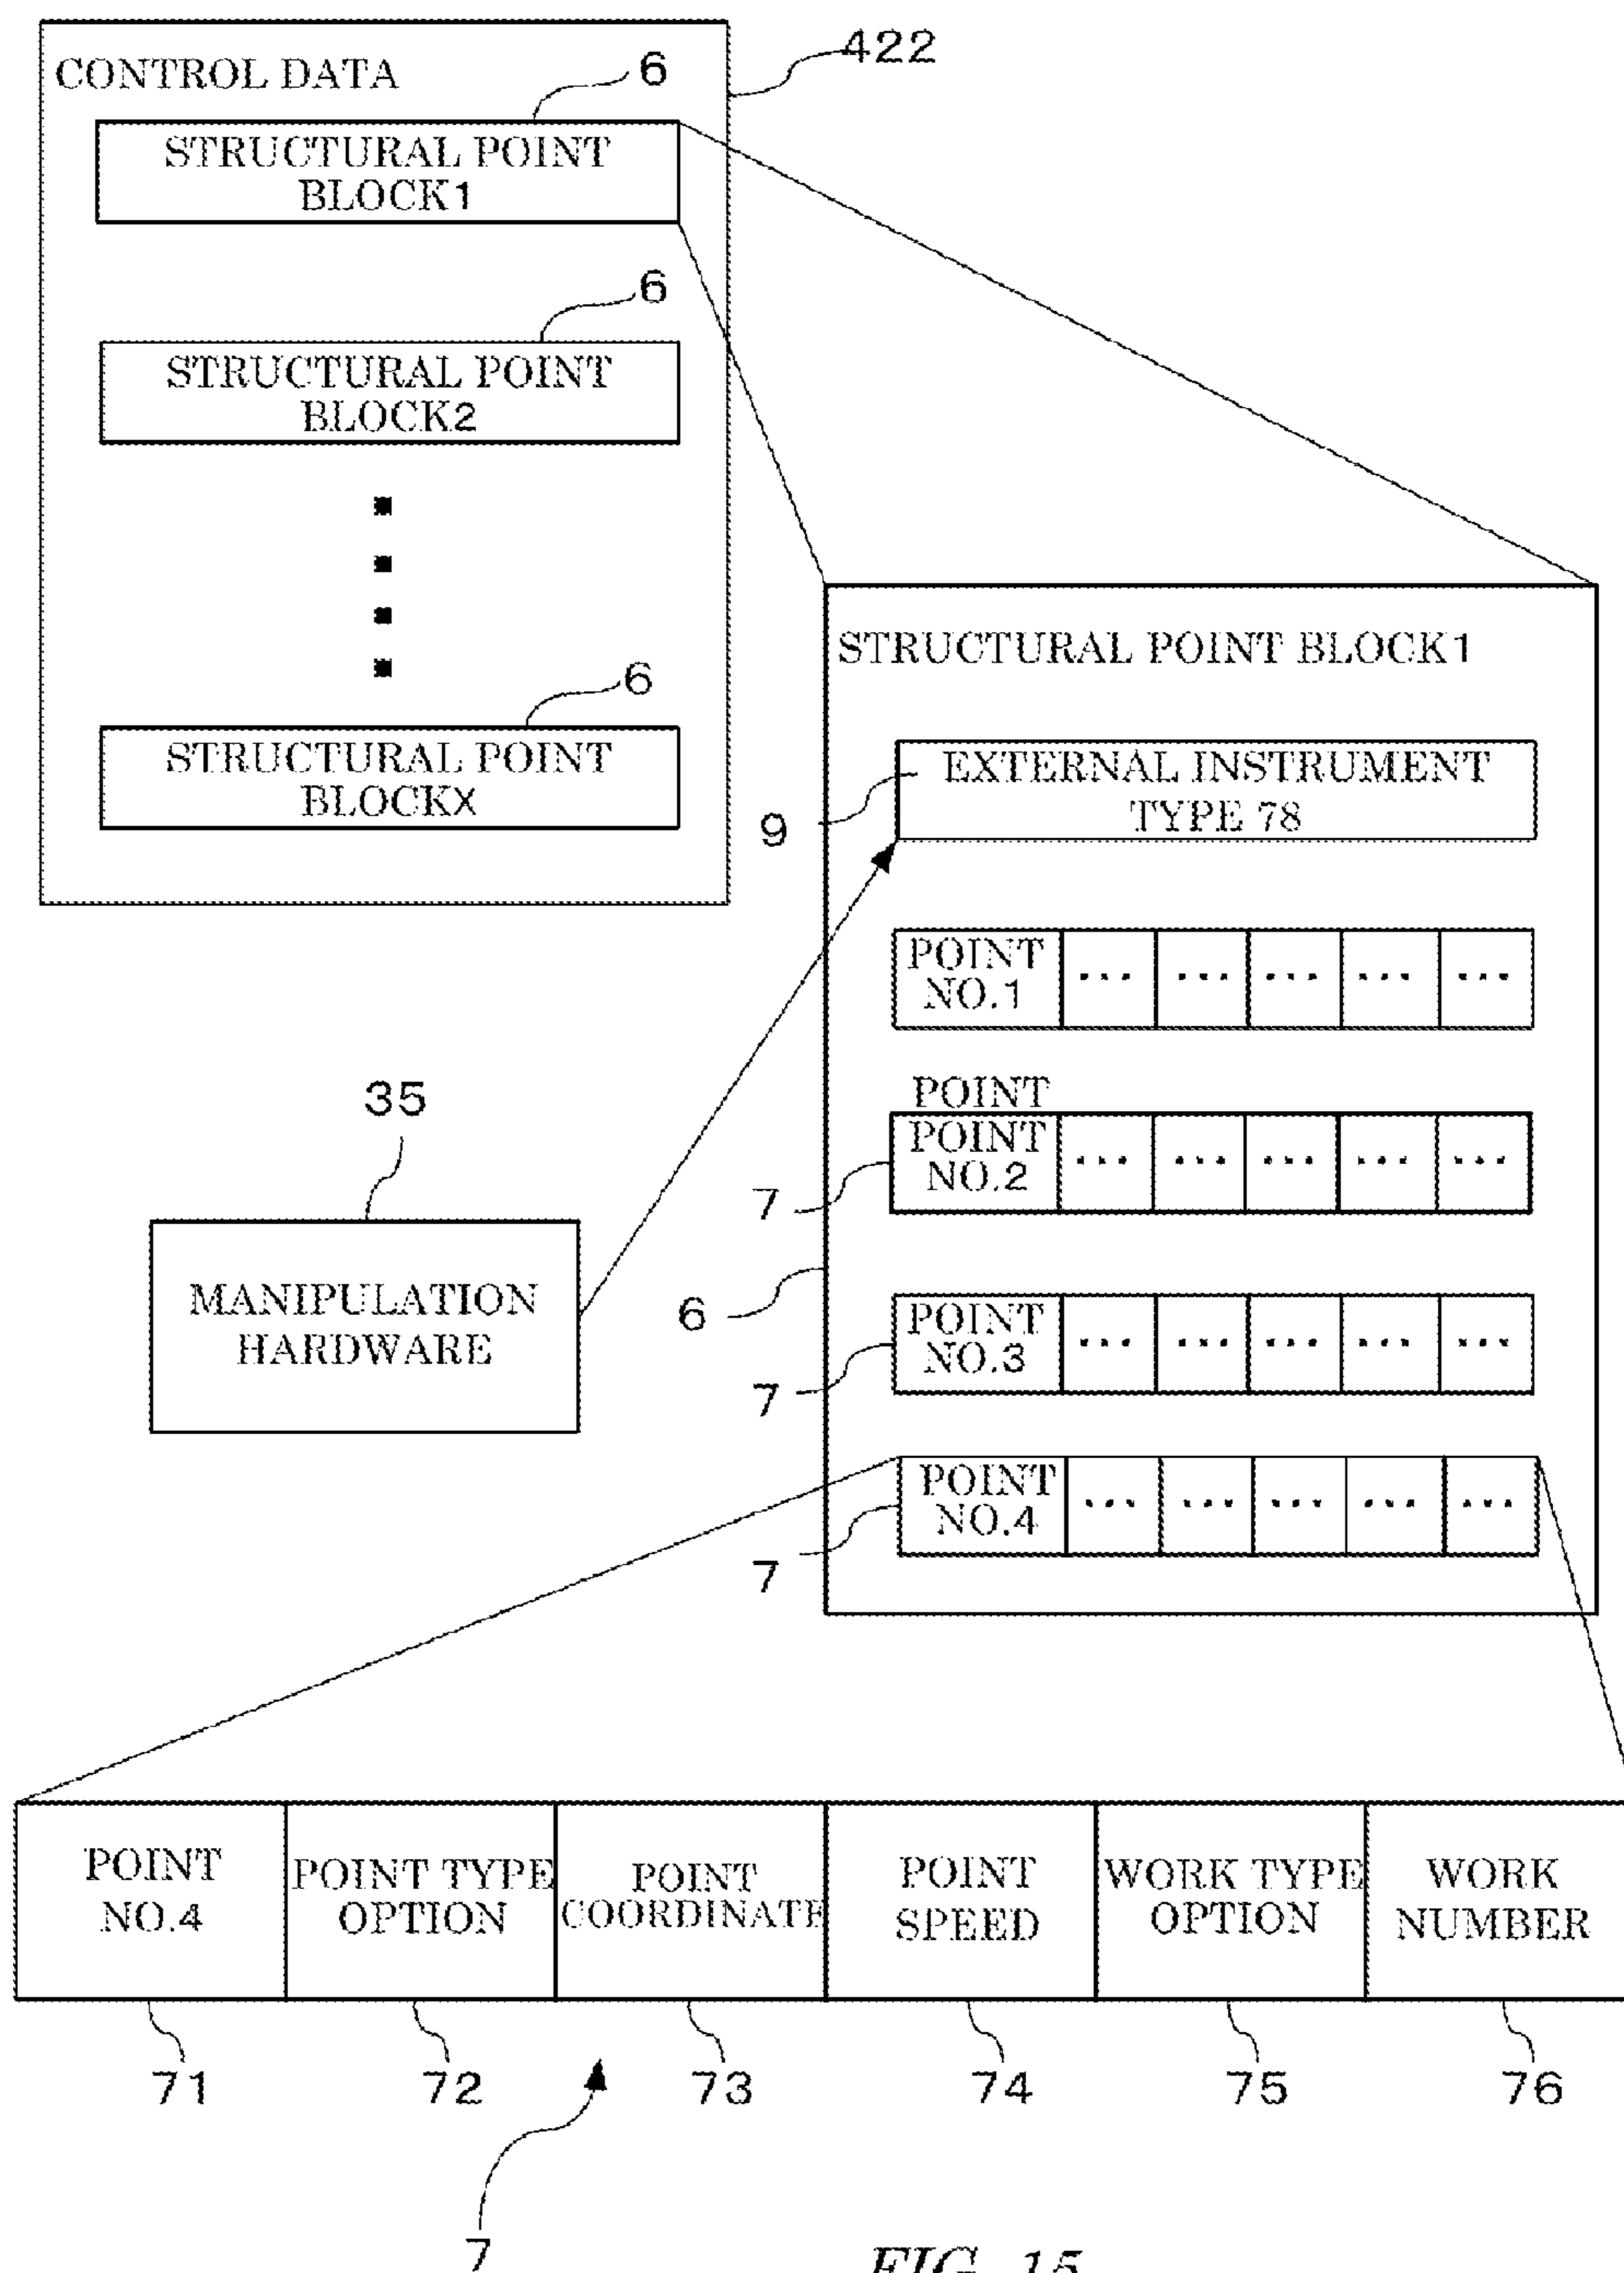 422
CONTROL DATA
6
STRUCTURAL POINT
BLOCK1
6
STRUCTURAL POINT
BLOCK2
6
STRUCTURAL POINT
BLOCKX
STRUCTURAL POINT BLOCK1
EXTERNAL INSTRUMENT
TYPE 78
9
POINT
NO.1
... ... ... ... ...
35
POINT
POINT
NO.2
... ... ... ... ...
7
MANIPULATION
HARDWARE
6
POINT
NO.3
... ... ... ... ...
7
POINT
NO.4
... ... ... ... ...
7
POINT
NO.4
POINT TYPE
OPTION
POINT
COORDINATE
POINT
SPEED
WORK TYPE
OPTION
WORK
NUMBER
71
72
73
74
75
76
7
FIG. 15